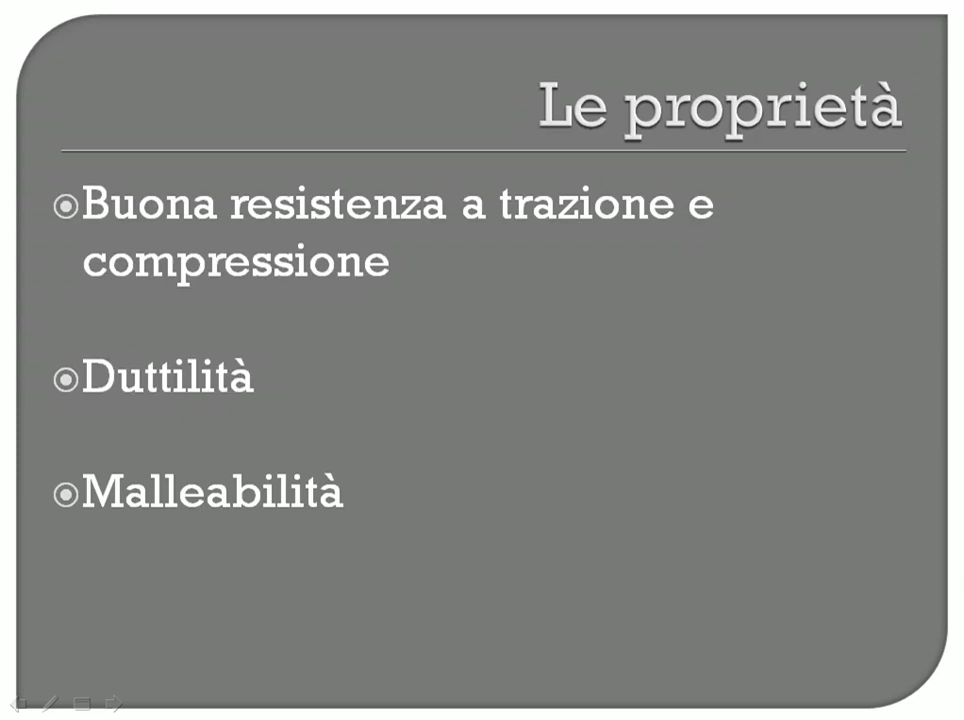 Le proprietà
Buona resistenza a trazione e
compressione
Duttilità
Malleabilità